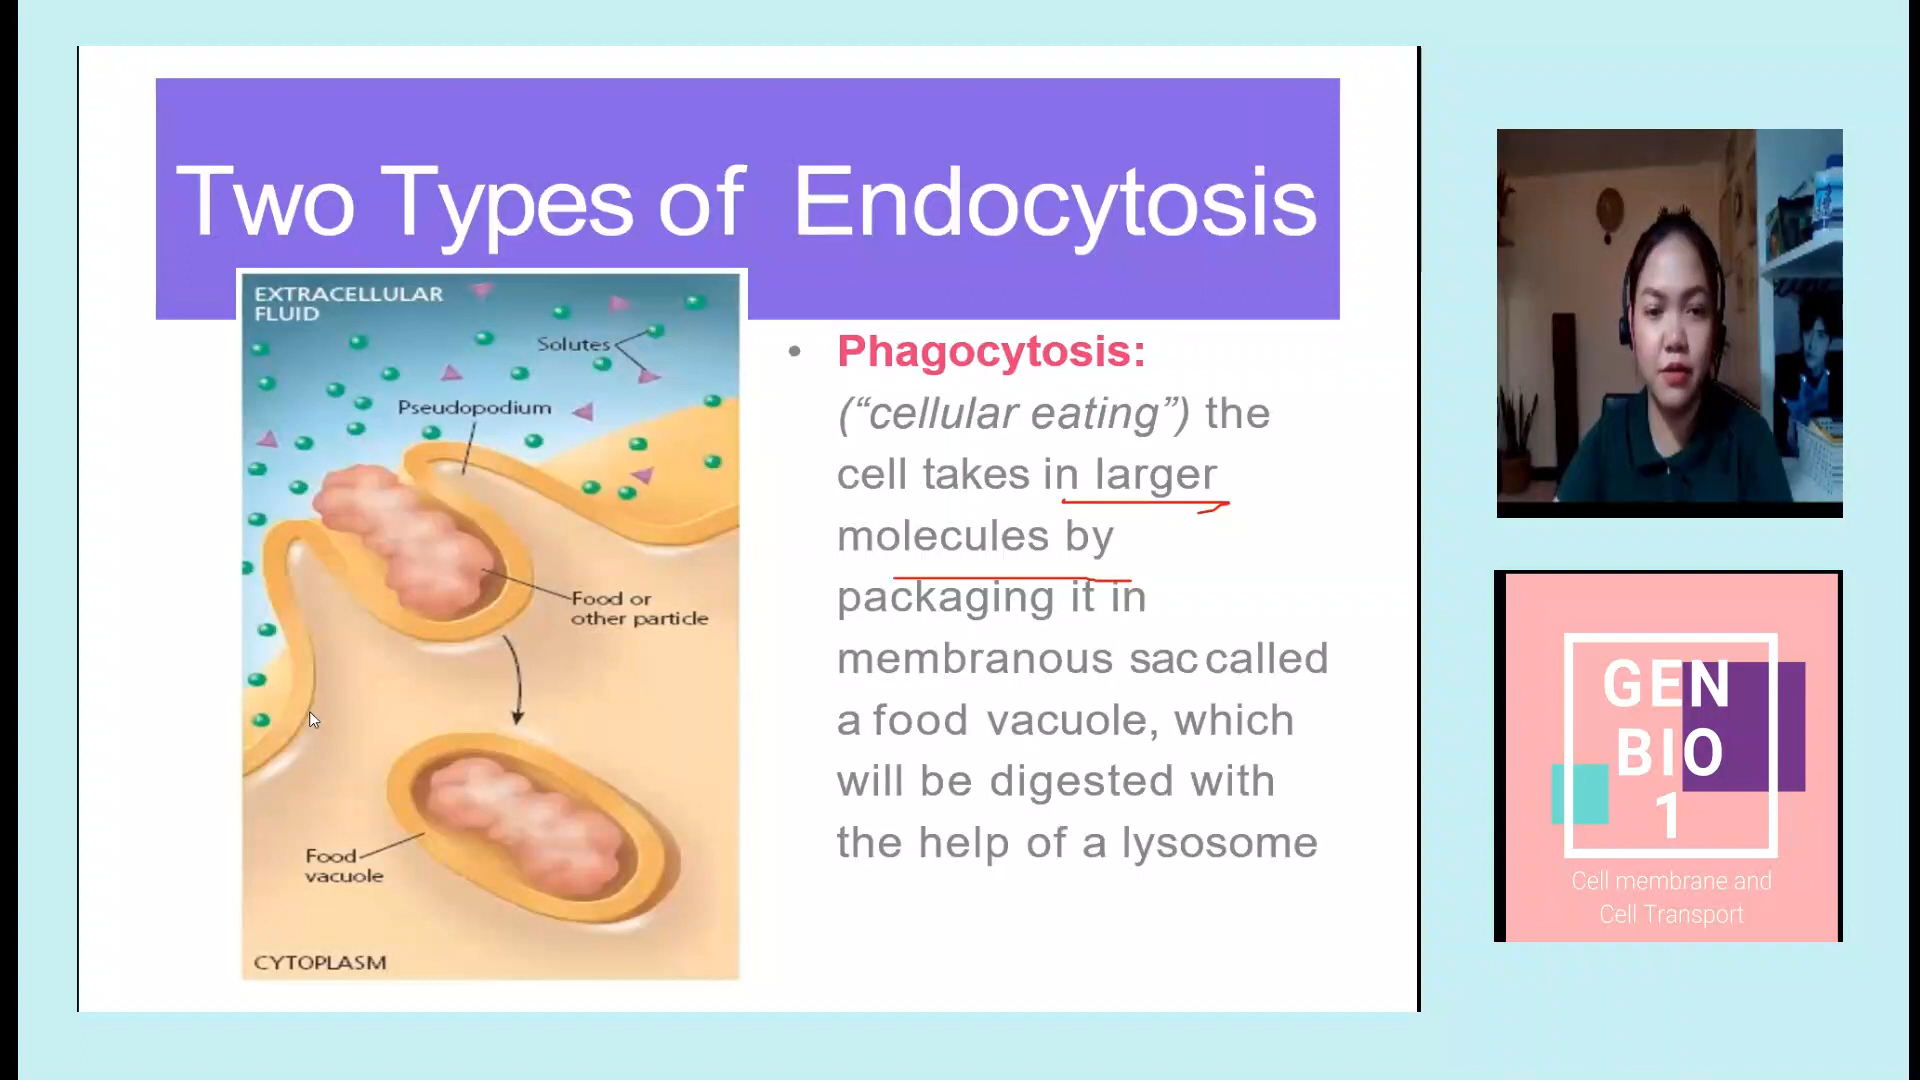 Two Types of Endocytosis
EXTRACELLULAR
FLUID
Solutes
Pseudopodium
Food or
other particle
Food
vacuole
CYTOPLASM
• Phagocytosis:
(“cellular eating”) the
cell takes in larger
molecules by
packaging it in
membranous sac called
a food vacuole, which
will be digested with
the help of a lysosome
GEN
BIO
1
Cell membrane and
Cell Transport